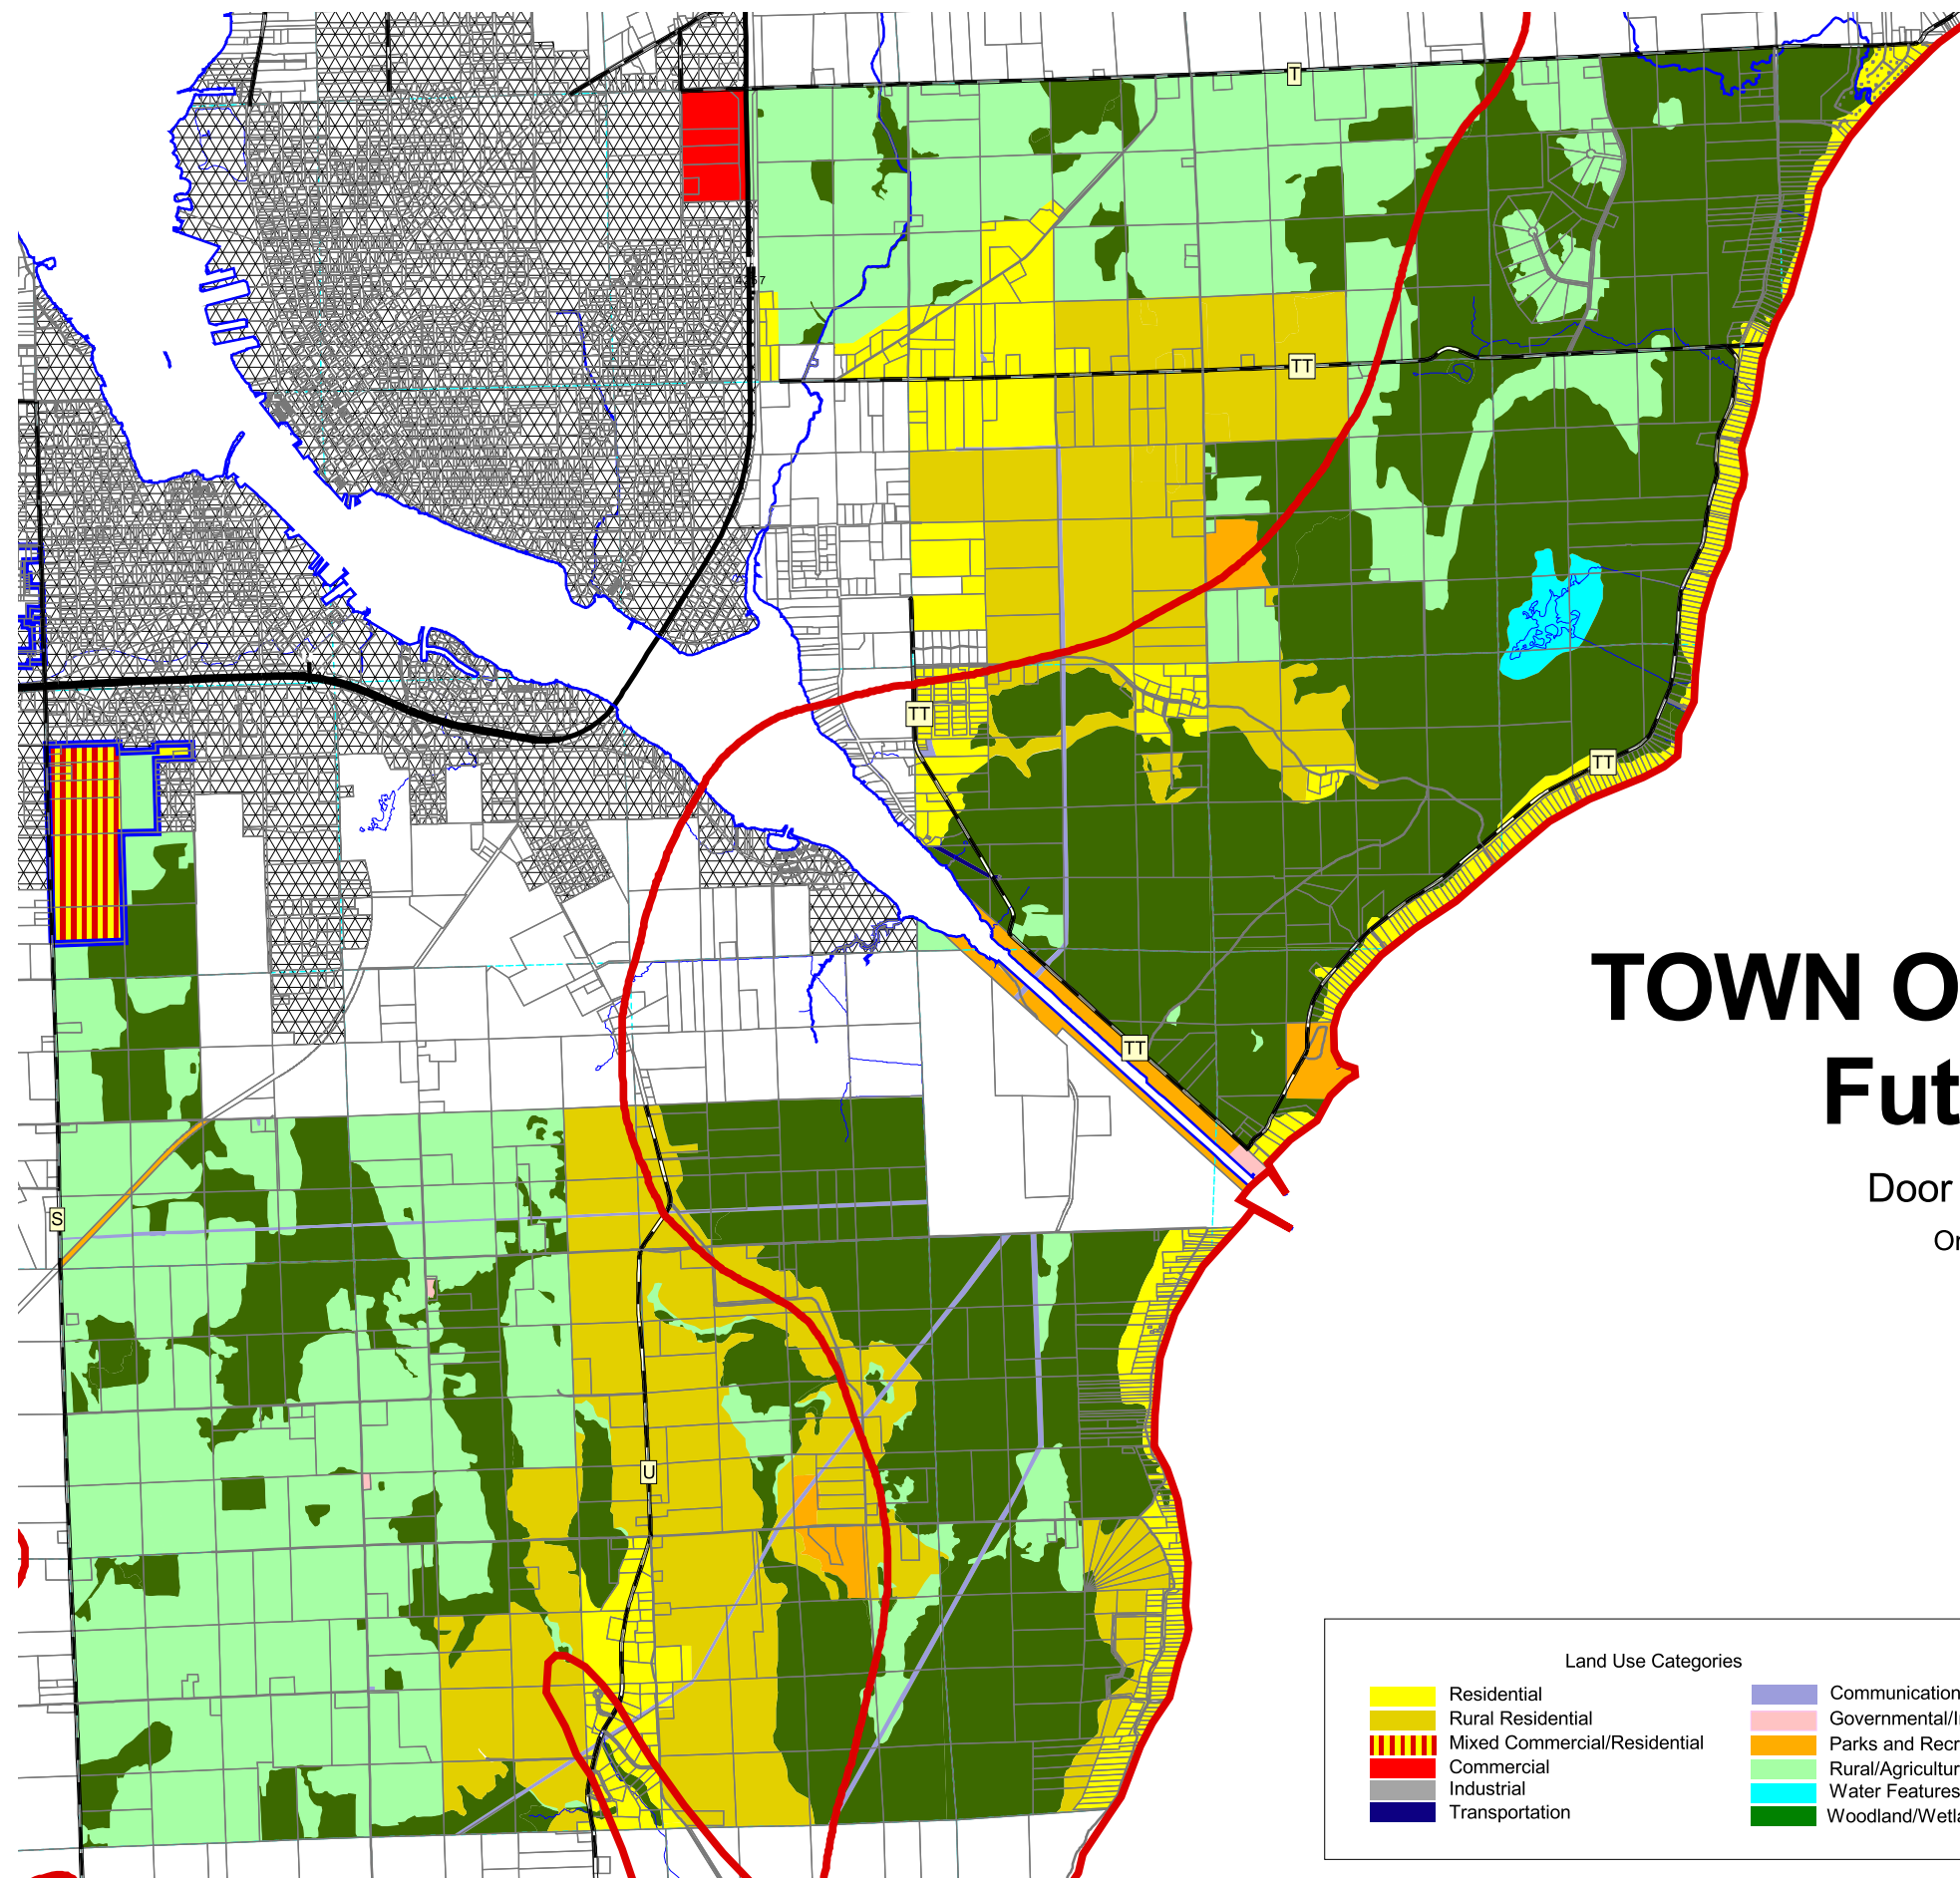 T
TT
TT
TT
TT
S
U
TOWN O
Fut
Door
Or
Land Use Categories
Residential
Rural Residential
Mixed Commercial/Residential
Commercial
Industrial
Transportation
Communication
Governmental/I
Parks and Recr
Rural/Agricultur
Water Features
Woodland/Wetla